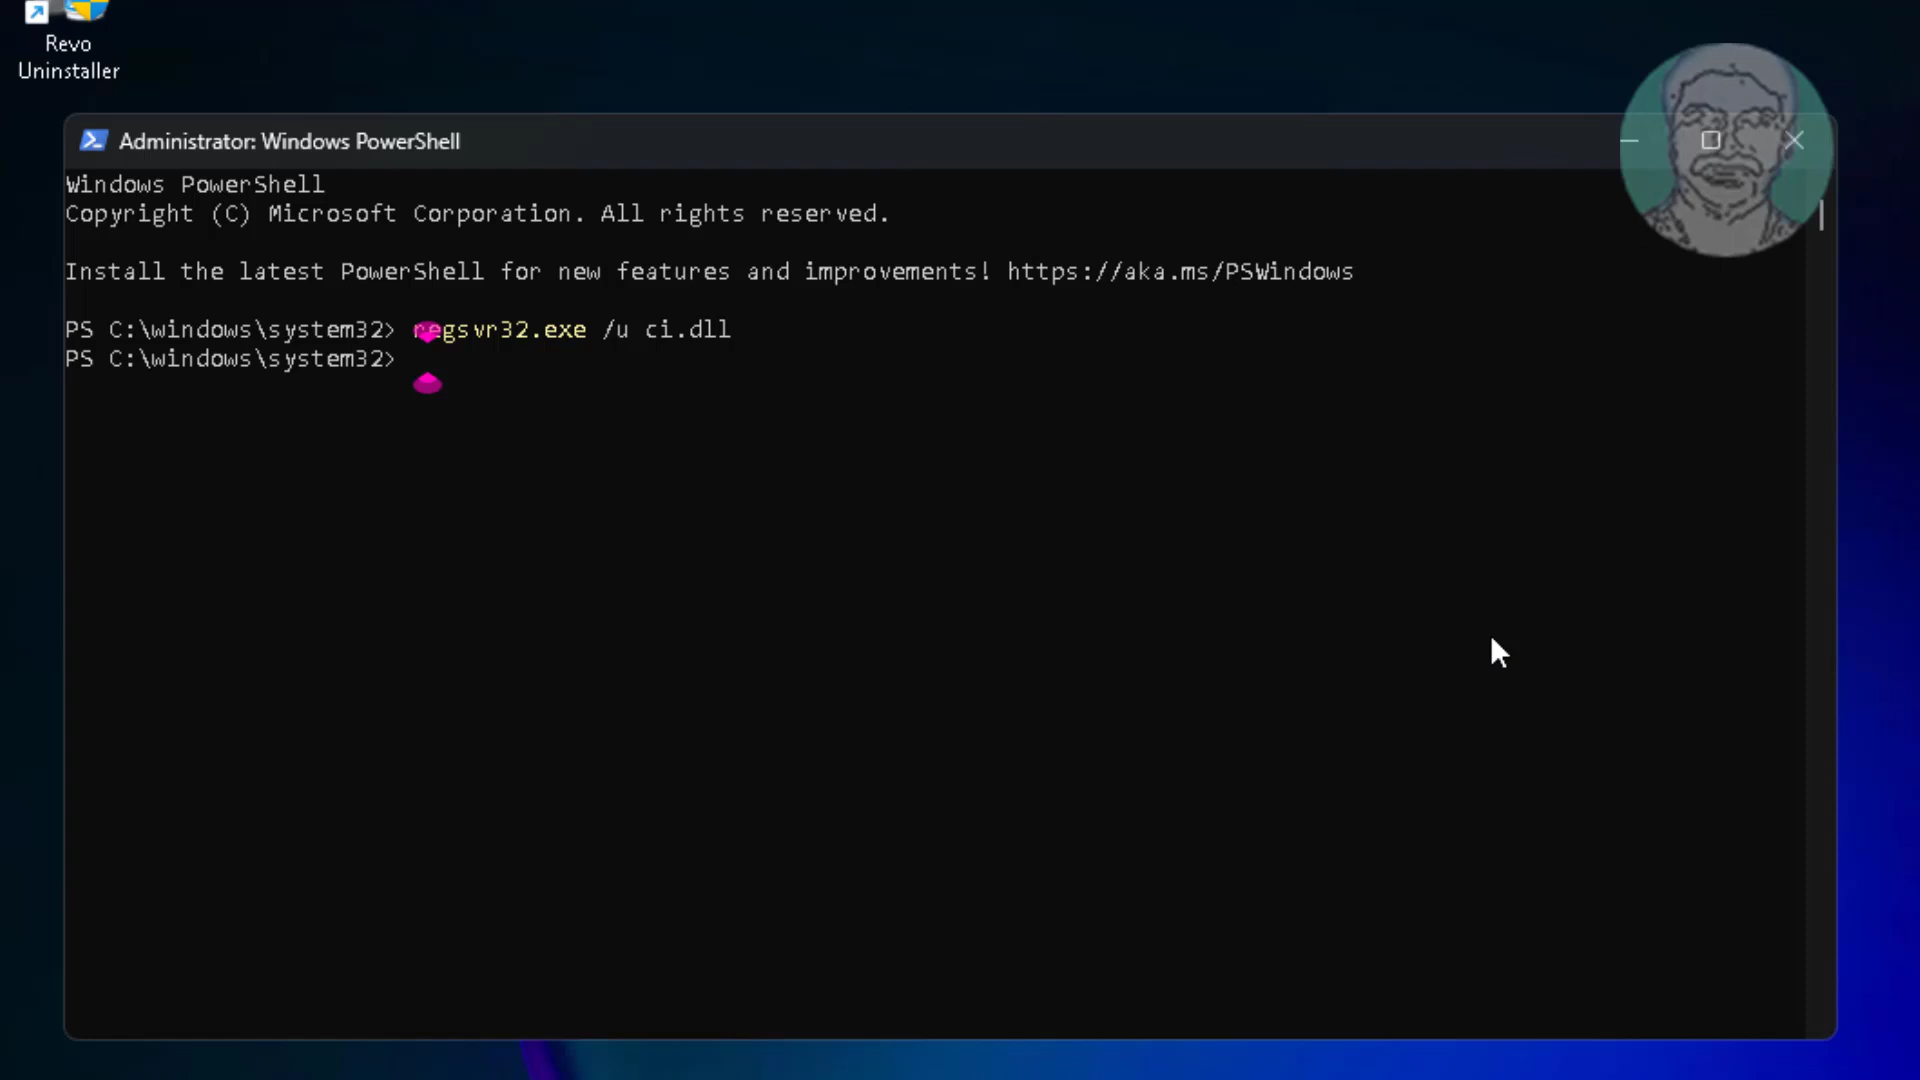 Revo
Uninstaller
Administrator: Windows PowerShell
Windows PowerShell
Copyright (C) Microsoft Corporation. All rights reserved.
Install the latest PowerShell for new features and improvements! https://aka.ms/PSWindows
PS C:\windows\system32> regsvr32.exe /u ci.dll
PS C:\windows\system32>